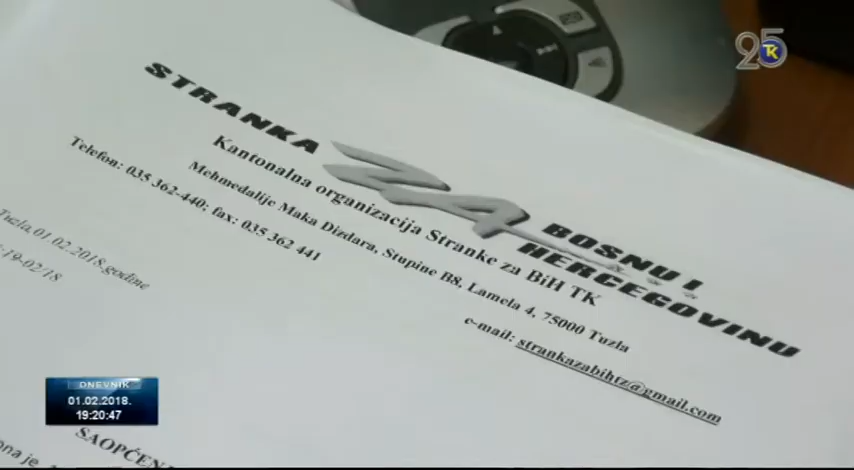 25 TK
STRANKA ZA BOSNU I HERCEGOVINU
Kantonalna organizacija Stranke za BiH TK
Mehmedalije Maka Dizdara, Stupine B8, Lamela 4, 75000 Tuzla
Telefon: 035 362-440; fax: 035 362 441
e-mail: strankazabihtz@gmail.com
Tuzla, 01.02.2018. godine
19-02/18
DNEVNIK
01.02.2018.
19:20:47